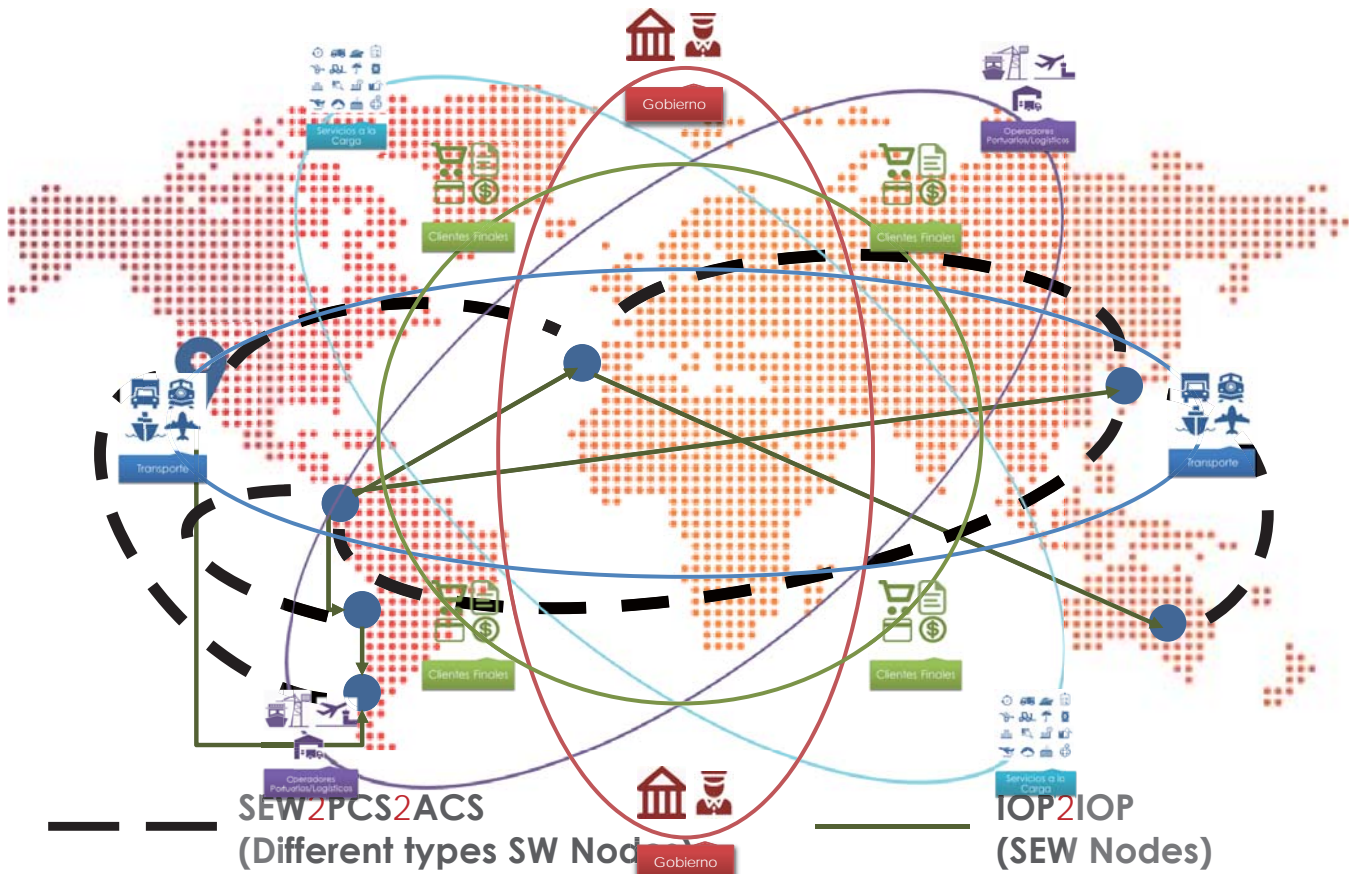 Gobierno
Servicios a la
Carga
Operadores
Portuarios/Logísticos
Clientes Finales
Clientes Finales
Transporte
Transporte
Clientes Finales
Clientes Finales
Operadores
Portuarios/Logísticos
Servicios a la
Carga
SEW2PCS2ACS
(Different types SW Nodes)
IOP2IOP
(SEW Nodes)
Gobierno